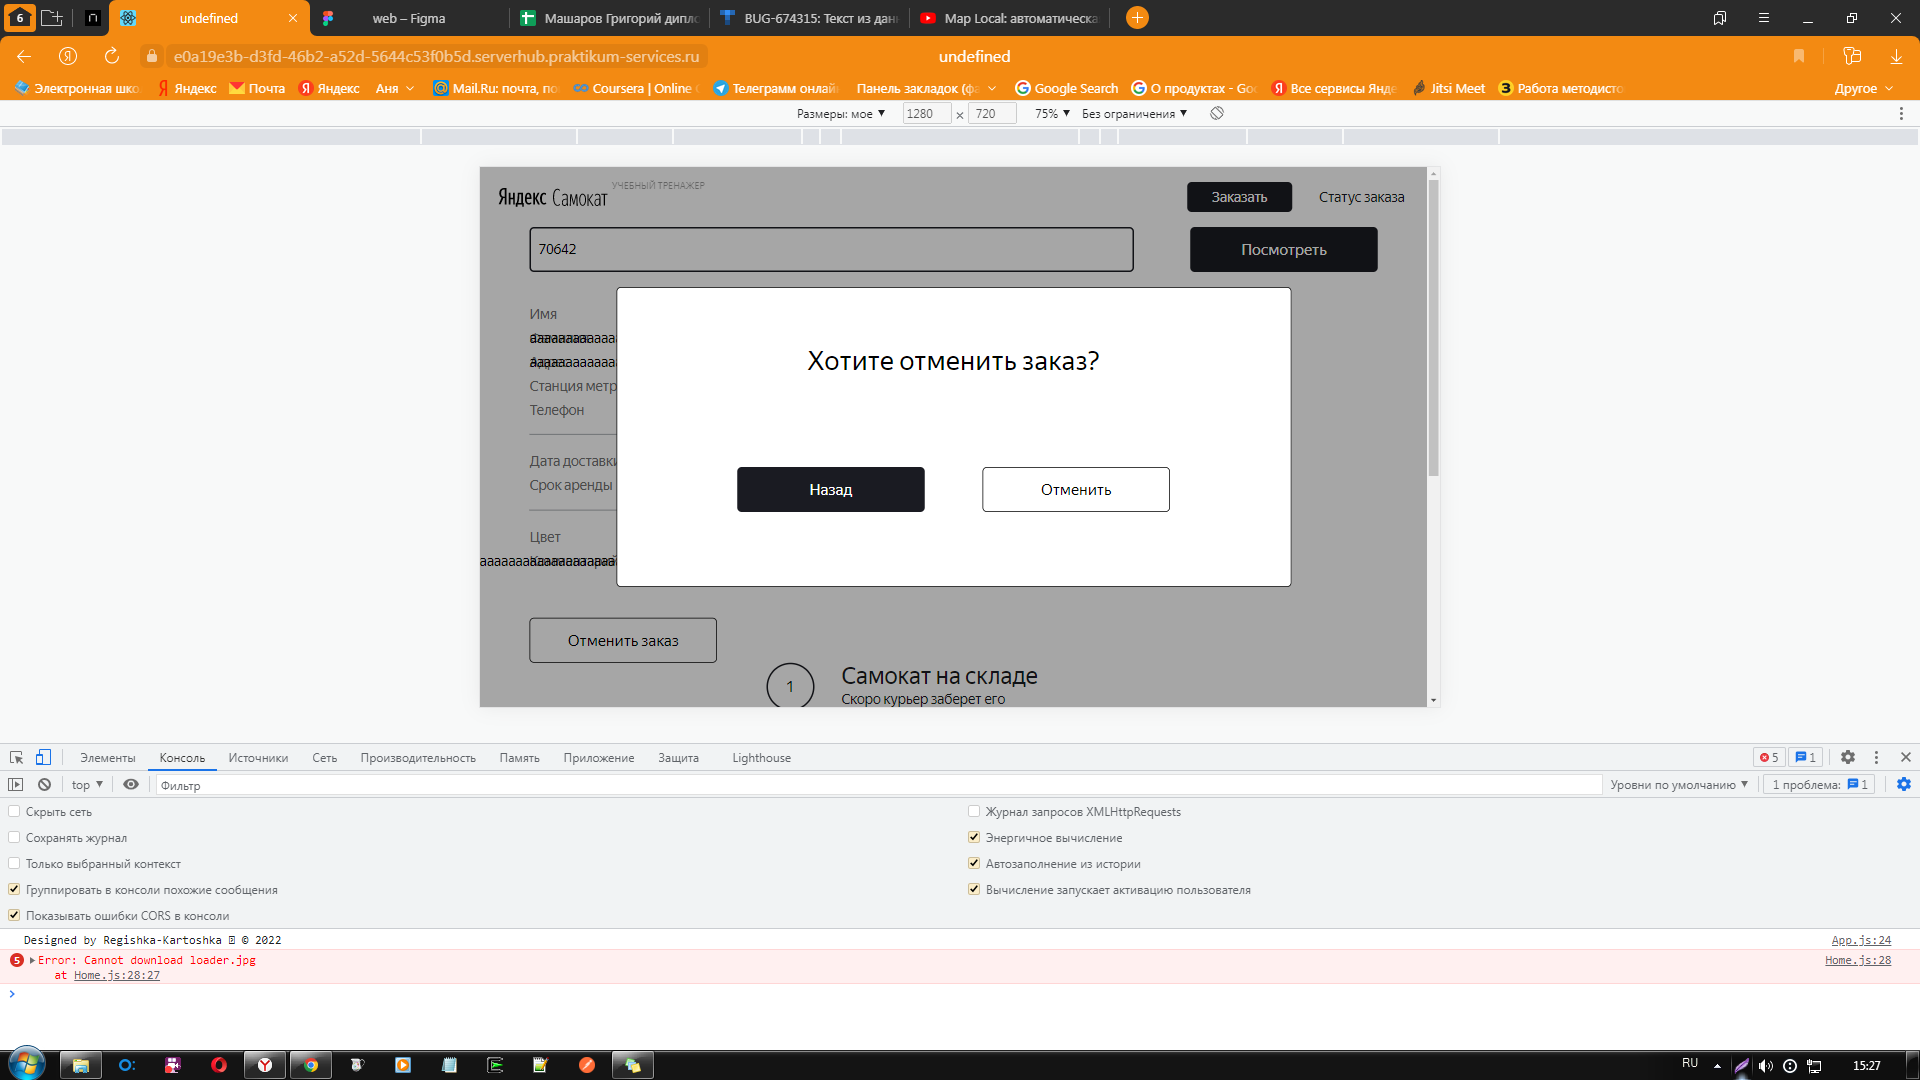 6
undefined
web – Figma
Машаров Григорий дипл
BUG-674315: Текст из дан
Map Local: автоматическа
e0a19e3b-d3fd-46b2-a52d-5644c53f0b5d.serverhub.praktikum-services.ru
undefined
Электронная шко
Яндекс
Почта
Яндекс
Аня
Mail.Ru: почта, по
Coursera | Online
Телеграмм онлай
Панель закладок (фа
Google Search
О продуктах - Goo
Все сервисы Янде
Jitsi Meet
Работа методисто
Другое
Размеры: мое ▼ 1280 × 720 75% ▼ Без ограничения ▼
Яндекс Самокат
УЧЕБНЫЙ ТРЕНАЖЕР
Заказать
Статус заказа
70642
Посмотреть
Имя
Станция метр
Телефон
Дата доставки
Срок аренды
Цвет
Хотите отменить заказ?
Назад
Отменить
Отменить заказ
1
Самокат на складе
Скоро курьер заберет его
Элементы Консоль Источники Сеть Производительность Память Приложение Защита Lighthouse
5
1
top ▼
Фильтр
Уровни по умолчанию ▼
1 проблема: 1
Скрыть сеть
Журнал запросов XMLHttpRequests
Сохранять журнал
Энергичное вычисление
Только выбранный контекст
Автозаполнение из истории
Группировать в консоли похожие сообщения
Вычисление запускает активацию пользователя
Показывать ошибки CORS в консоли
Designed by Regishka-Kartoshka © 2022
App.js:24
5 Error: Cannot download loader.jpg
Home.js:28
at Home.js:28:27
RU
15:27